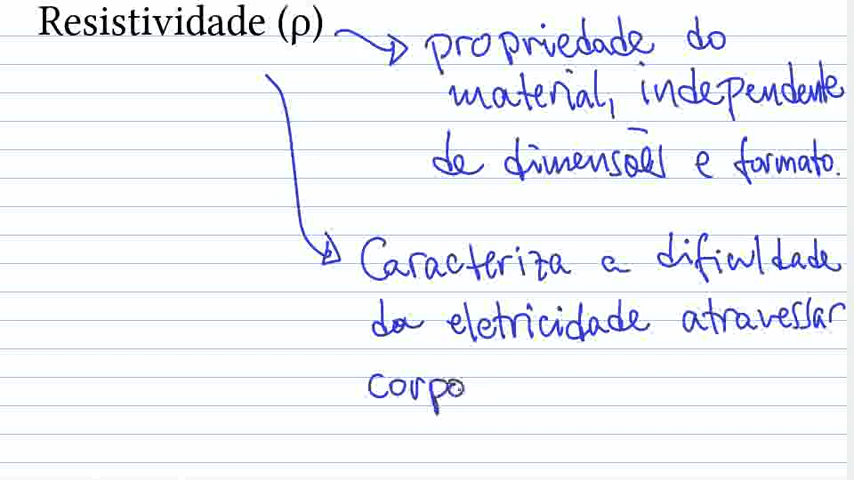 Resistividade (ρ)
propriedade do
material, independente
de dimensões e formato.
Caracteriza a dificuldade
da eletricidade atravessar
corpo